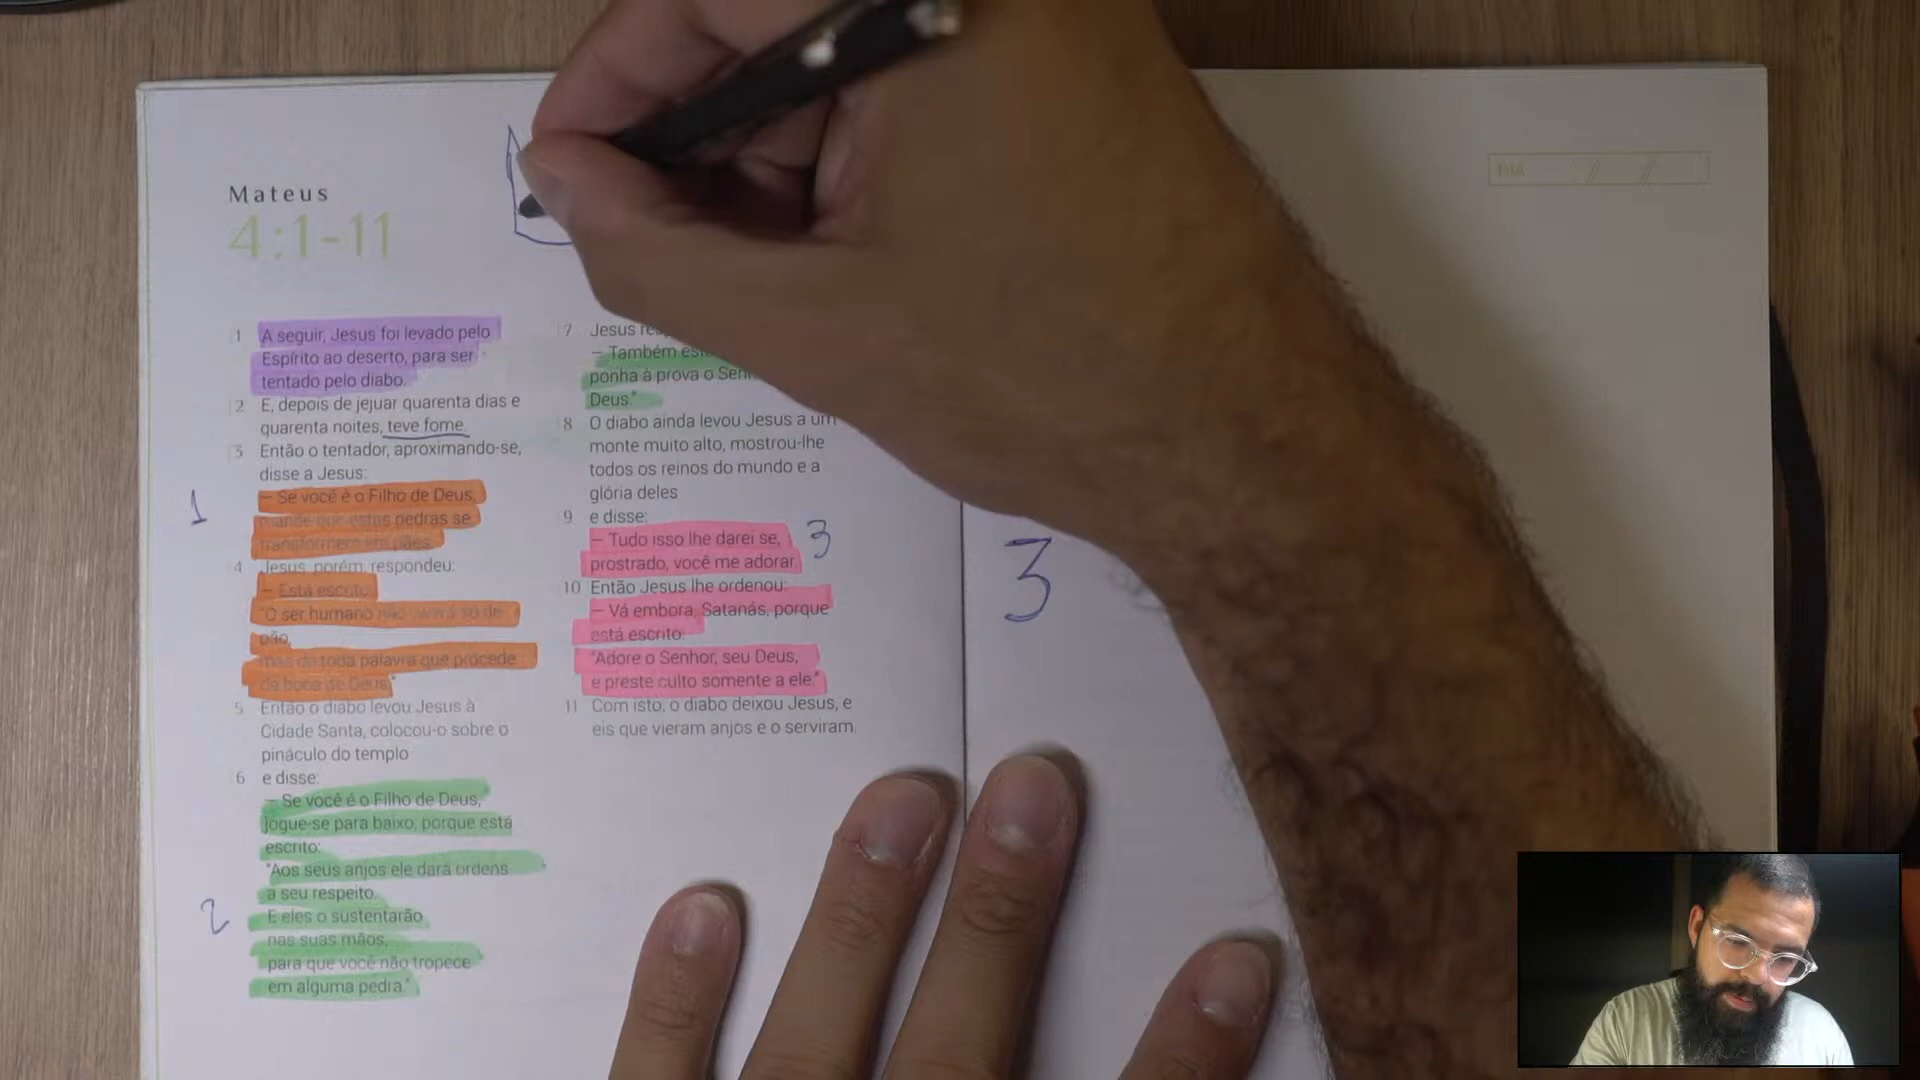 Mateus
4:1-11
1 A seguir, Jesus foi levado pelo
Espírito ao deserto, para ser
tentado pelo diabo.
2 E, depois de jejuar quarenta dias e
quarenta noites, teve fome.
3 Então o tentador, aproximando-se,
disse a Jesus:
1
— Se você é o Filho de Deus,
mande que estas pedras se
transformem em pães.
4 Jesus, porém, respondeu:
— Está escrito:
"O ser humano não viverá só de
pão,
mas de toda palavra que procede
da boca de Deus."
5 Então o diabo levou Jesus à
Cidade Santa, colocou-o sobre o
pináculo do templo
6 e disse:
— Se você é o Filho de Deus,
jogue-se para baixo, porque está
escrito:
"Aos seus anjos ele dará ordens
a seu respeito.
2
E eles o sustentarão
nas suas mãos,
para que você não tropece
em alguma pedra."
7 Jesus
— Também
ponha à prova o
Deus."
8 O diabo ainda levou Jesus a um
monte muito alto, mostrou-lhe
todos os reinos do mundo e a
glória deles
9 e disse:
— Tudo isso lhe darei se,
prostrado, você me adorar.
3
10 Então Jesus lhe ordenou:
— Vá embora, Satanás, porque
está escrito:
"Adore o Senhor, seu Deus,
e preste culto somente a ele."
11 Com isto, o diabo deixou Jesus, e
eis que vieram anjos e o serviram.
DIA / /
3